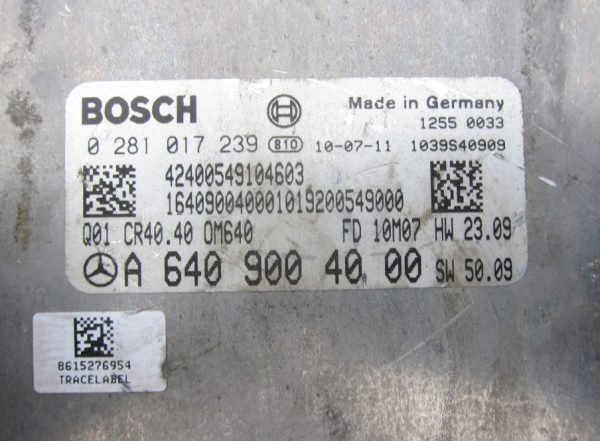 BOSCH Made in Germany
1255 0033
0 281 017 239 810 10-07-11 1039S40909
42400549104603
1640900400001019200549000
Q01 CR40.40 OM640 FD 10M07 HW 23.09
A 640 900 40 00 SW 50.09
8615276954
TRACELABEL